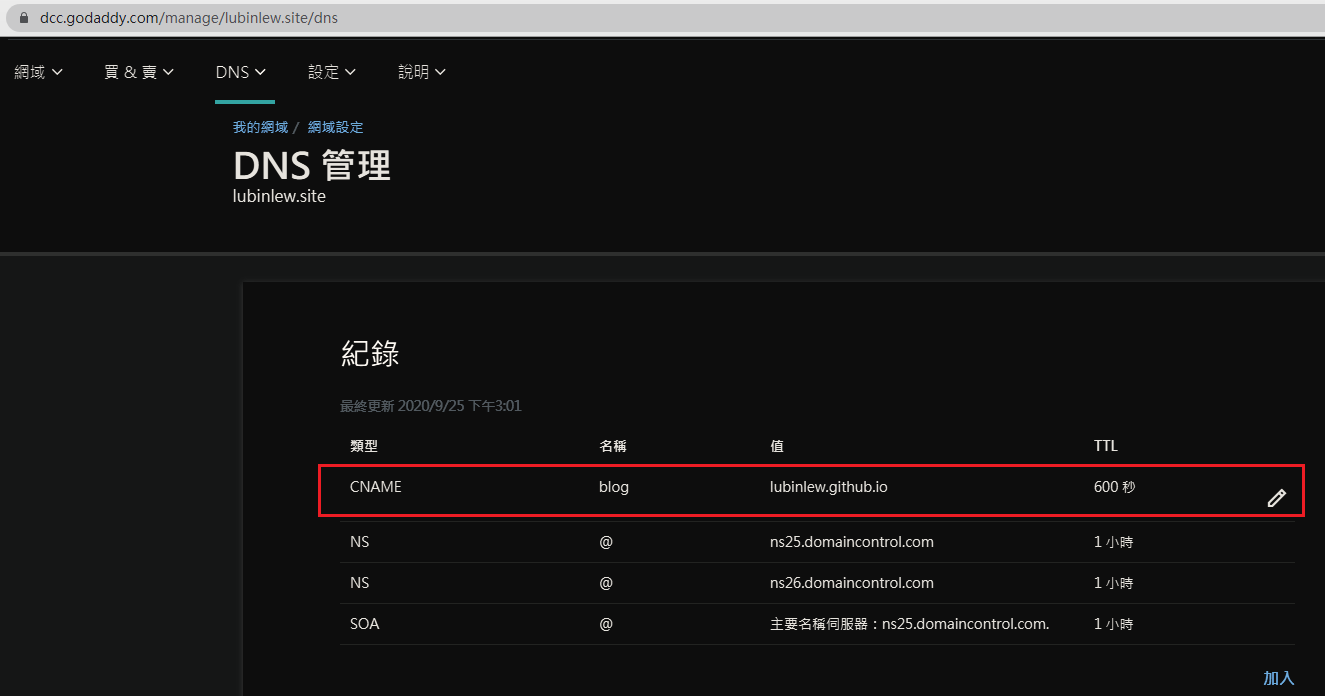 dcc.godaddy.com/manage/lubinlew.site/dns
網域 買 & 賣 DNS 設定 說明
我的網域 / 網域設定
DNS 管理
lubinlew.site
紀錄
最終更新 2020/9/25 下午3:01
類型 名稱 值 TTL
CNAME blog lubinlew.github.io 600 秒
NS @ ns25.domaincontrol.com 1 小時
NS @ ns26.domaincontrol.com 1 小時
SOA @ 主要名稱伺服器：ns25.domaincontrol.com. 1 小時
加入